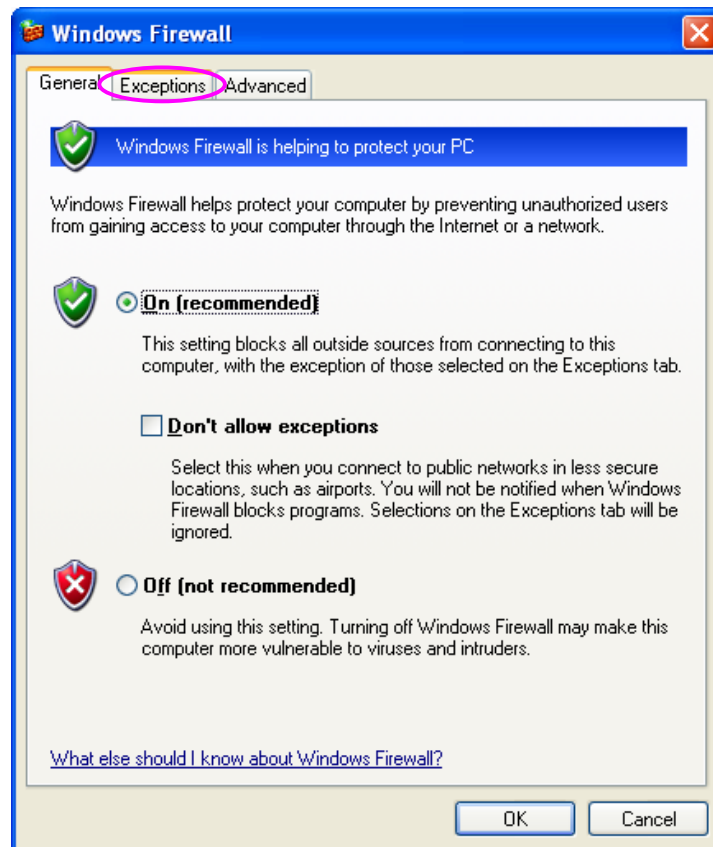 Windows Firewall
General Exceptions Advanced
Windows Firewall is helping to protect your PC
Windows Firewall helps protect your computer by preventing unauthorized users
from gaining access to your computer through the Internet or a network.
On (recommended)
This setting blocks all outside sources from connecting to this
computer, with the exception of those selected on the Exceptions tab.
Don't allow exceptions
Select this when you connect to public networks in less secure
locations, such as airports. You will not be notified when Windows
Firewall blocks programs. Selections on the Exceptions tab will be
ignored.
Off (not recommended)
Avoid using this setting. Turning off Windows Firewall may make this
computer more vulnerable to viruses and intruders.
What else should I know about Windows Firewall?
OK Cancel